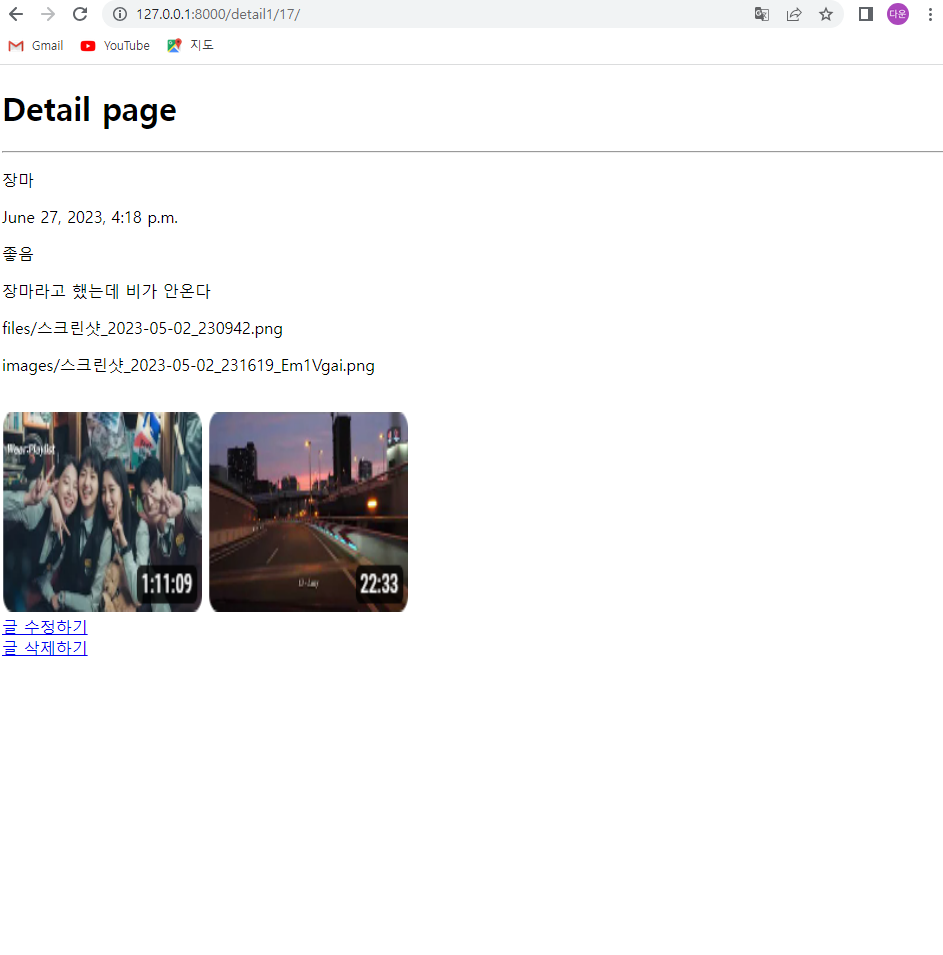 127.0.0.1:8000/detail1/17/
다운
Gmail YouTube 지도
Detail page
장마
June 27, 2023, 4:18 p.m.
좋음
장마라고 했는데 비가 안온다
files/스크린샷_2023-05-02_230942.png
images/스크린샷_2023-05-02_231619_Em1Vgai.png
1:11:09
22:33
글 수정하기
글 삭제하기